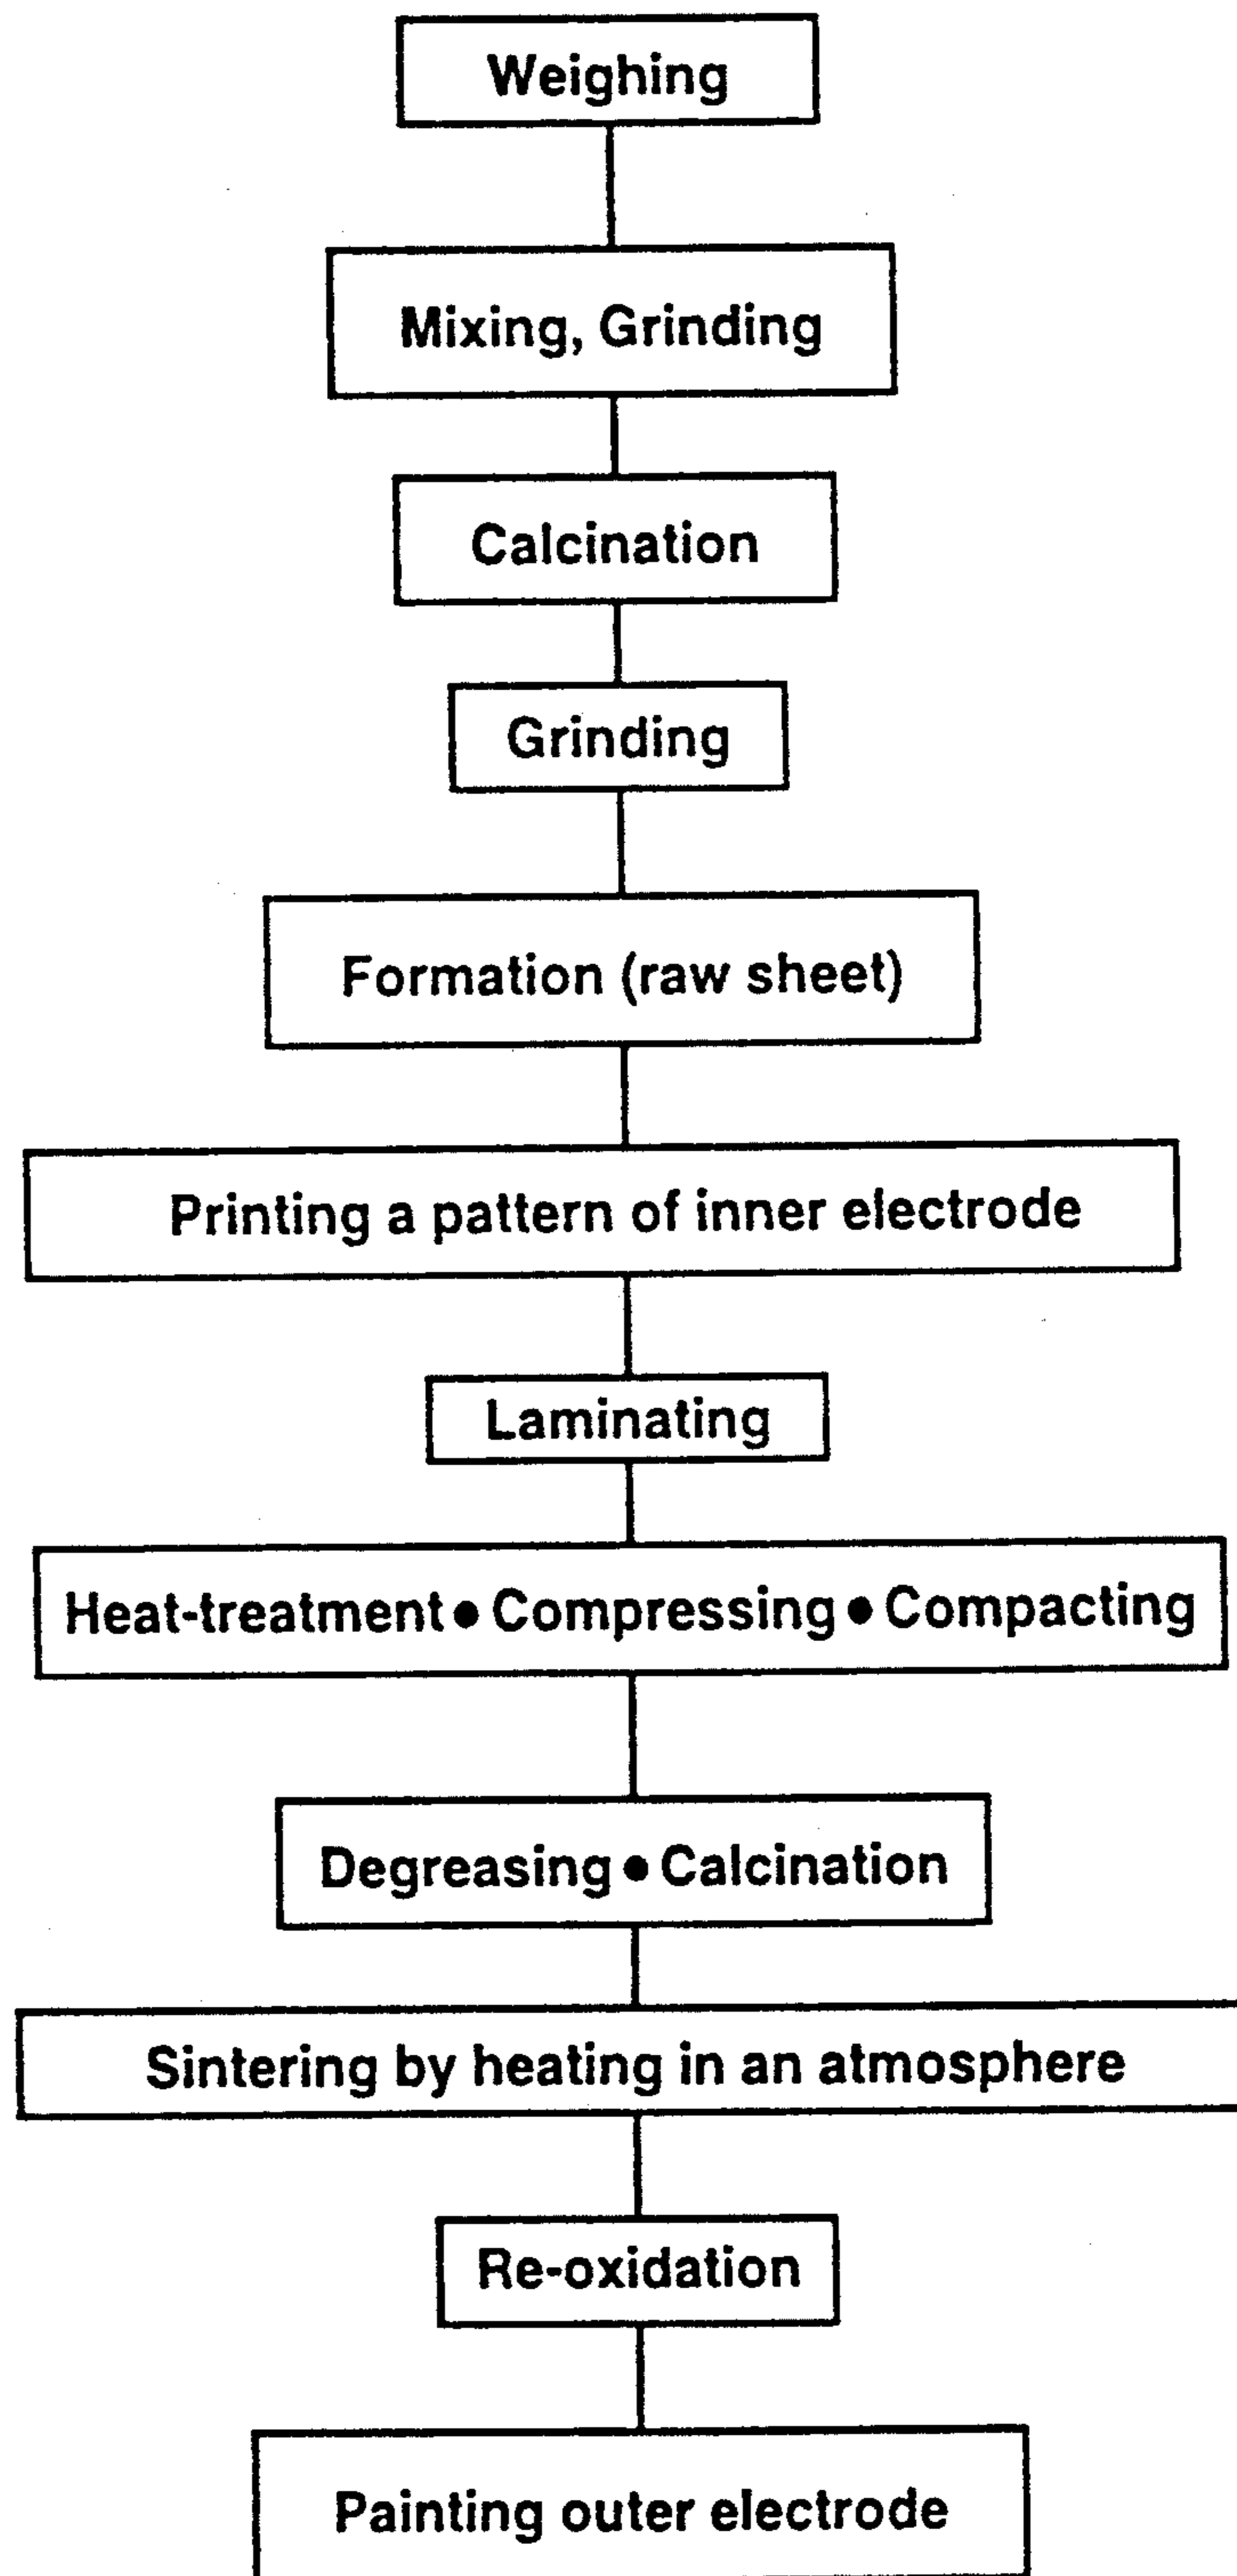 Weighing
Mixing, Grinding
Calcination
Grinding
Formation (raw sheet)
Printing a pattern of inner electrode
Laminating
Heat-treatment • Compressing • Compacting
Degreasing • Calcination
Sintering by heating in an atmosphere
Re-oxidation
Painting outer electrode